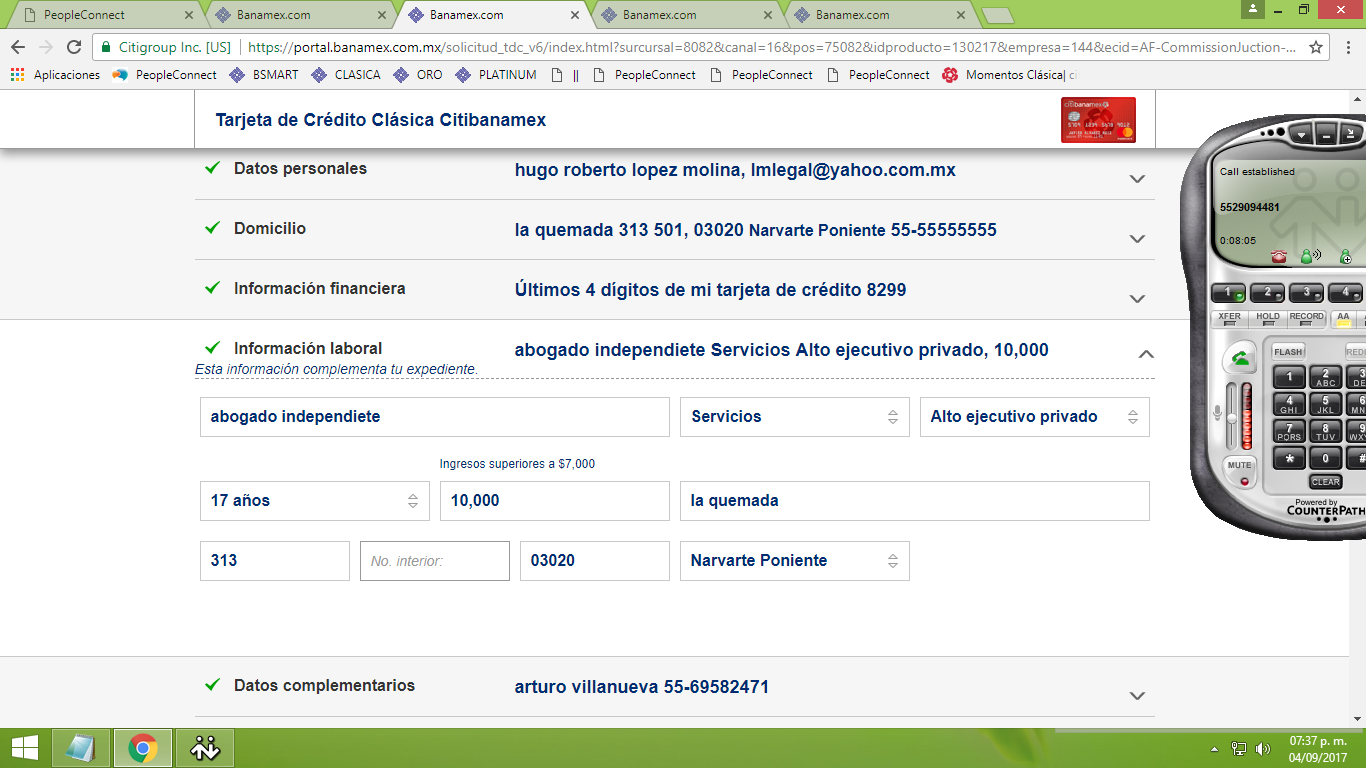 PeopleConnect
Banamex.com
Banamex.com
Banamex.com
Banamex.com
Citigroup Inc. [US]
https://portal.banamex.com.mx/solicitud_tdc_v6/index.html?surcursal=8082&canal=16&pos=75082&idproducto=130217&empresa=144&ecid=AF-CommissionJuction-...
Aplicaciones PeopleConnect BSMART CLASICA ORO PLATINUM || PeopleConnect PeopleConnect PeopleConnect Momentos Clásica| ci
Tarjeta de Crédito Clásica Citibanamex
citibanamex
Datos personales hugo roberto lopez molina, lmlegal@yahoo.com.mx
Domicilio la quemada 313 501, 03020 Narvarte Poniente 55-55555555
Información financiera Últimos 4 dígitos de mi tarjeta de crédito 8299
Información laboral abogado independiete Servicios Alto ejecutivo privado, 10,000
Esta información complementa tu expediente.
abogado independiete Servicios Alto ejecutivo privado
Ingresos superiores a $7,000
17 años 10,000 la quemada
313 No. interior: 03020 Narvarte Poniente
Datos complementarios arturo villanueva 55-69582471
Call established
5529094481
0:08:05
1 2 3 4
XFER HOLD RECORD AA
FLASH RED
1 2 ABC 3 DE
4 GHI 5 JKL 6 MN
7 PQRS 8 TUV 9 WXY
* 0 #
MUTE
CLEAR
Powered by
COUNTERPATH
07:37 p. m.
04/09/2017